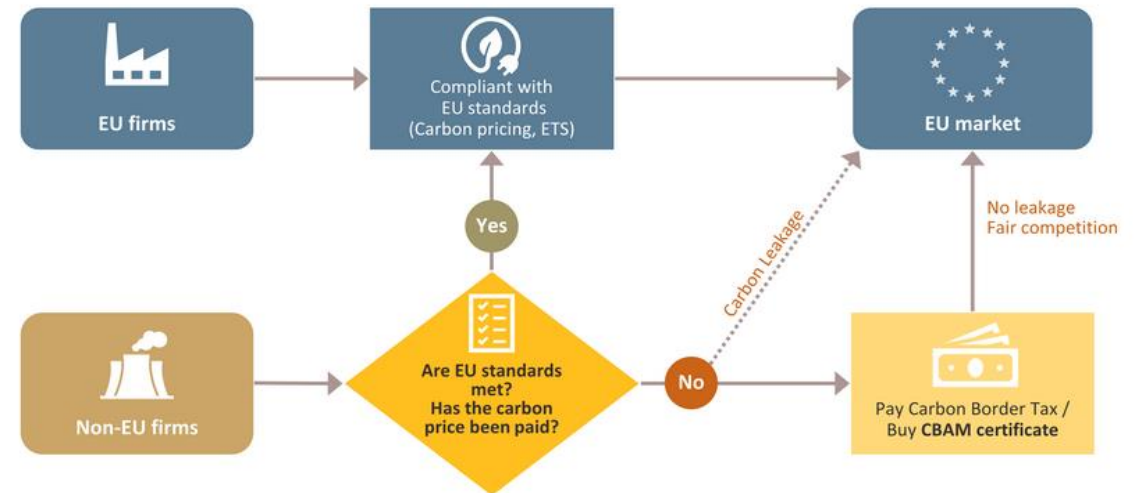 EU firms
Compliant with
EU standards
(Carbon pricing, ETS)
EU market
Yes
No leakage
Fair competition
Carbon Leakage
Non-EU firms
Are EU standards
met?
Has the carbon
price been paid?
No
Pay Carbon Border Tax /
Buy CBAM certificate